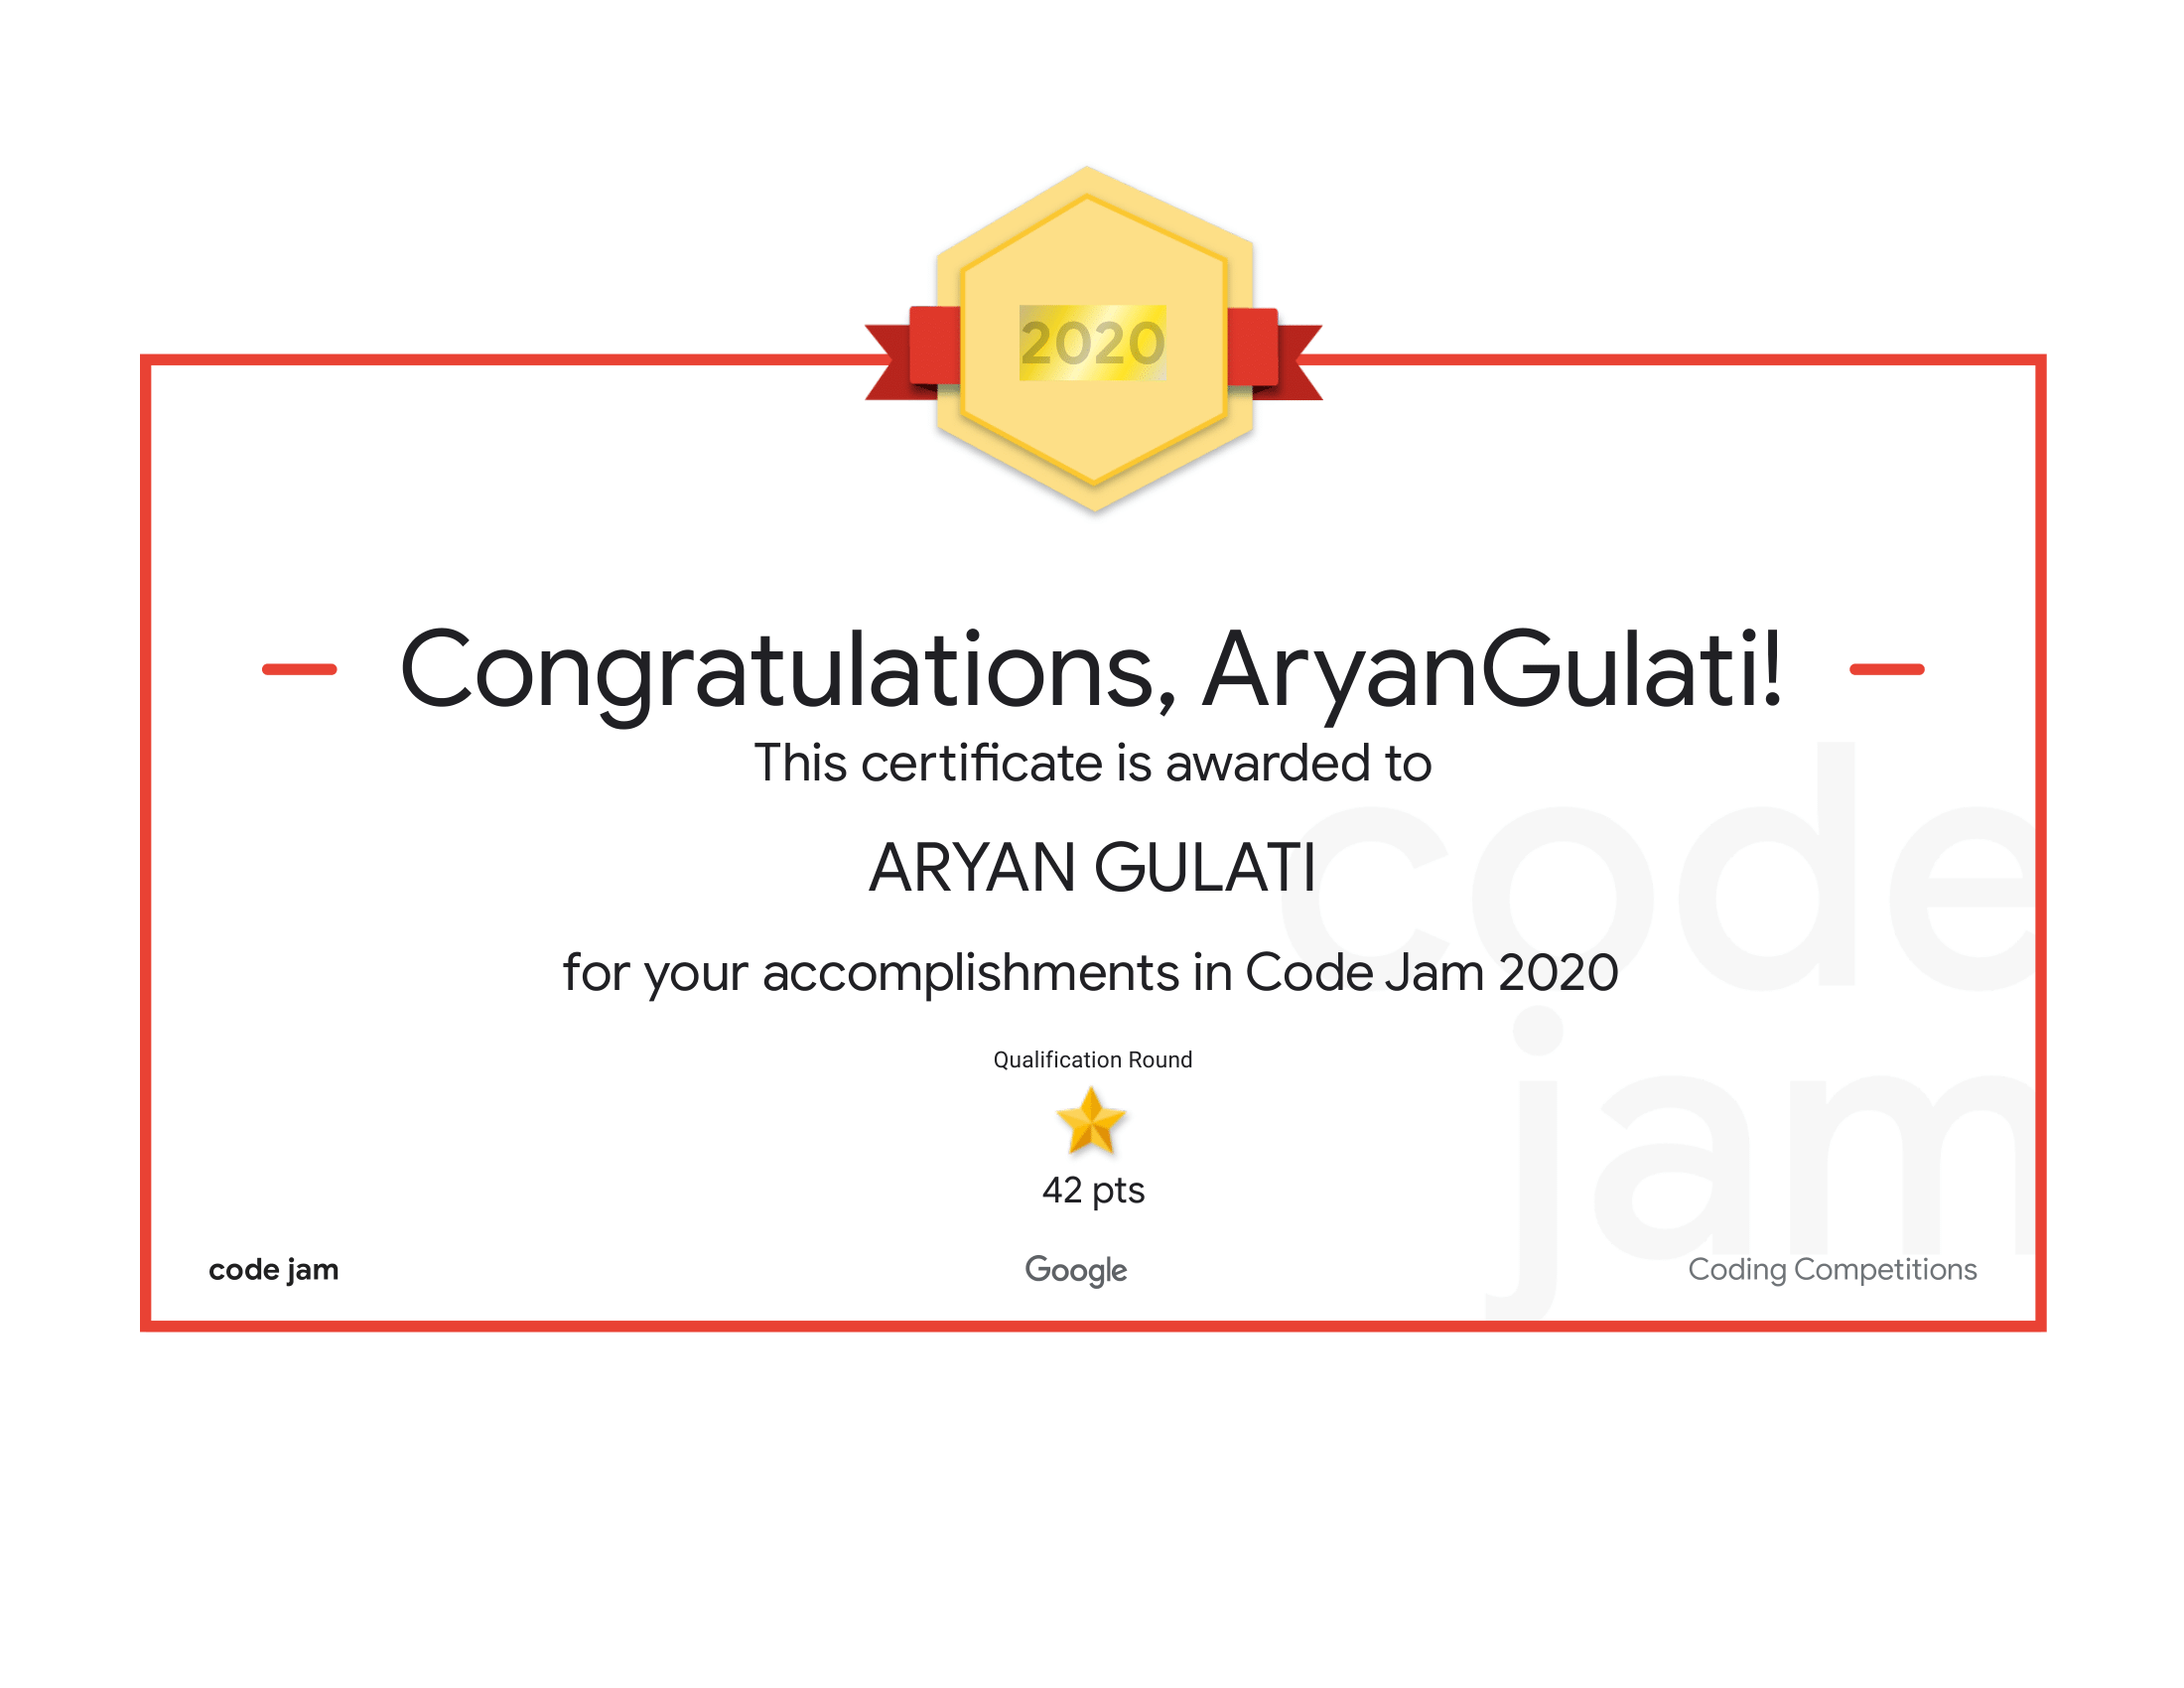 2020
Congratulations, AryanGulati!
This certificate is awarded to
ARYAN GULATI
for your accomplishments in Code Jam 2020
Qualification Round
42 pts
code jam
Google
Coding Competitions
code
jam